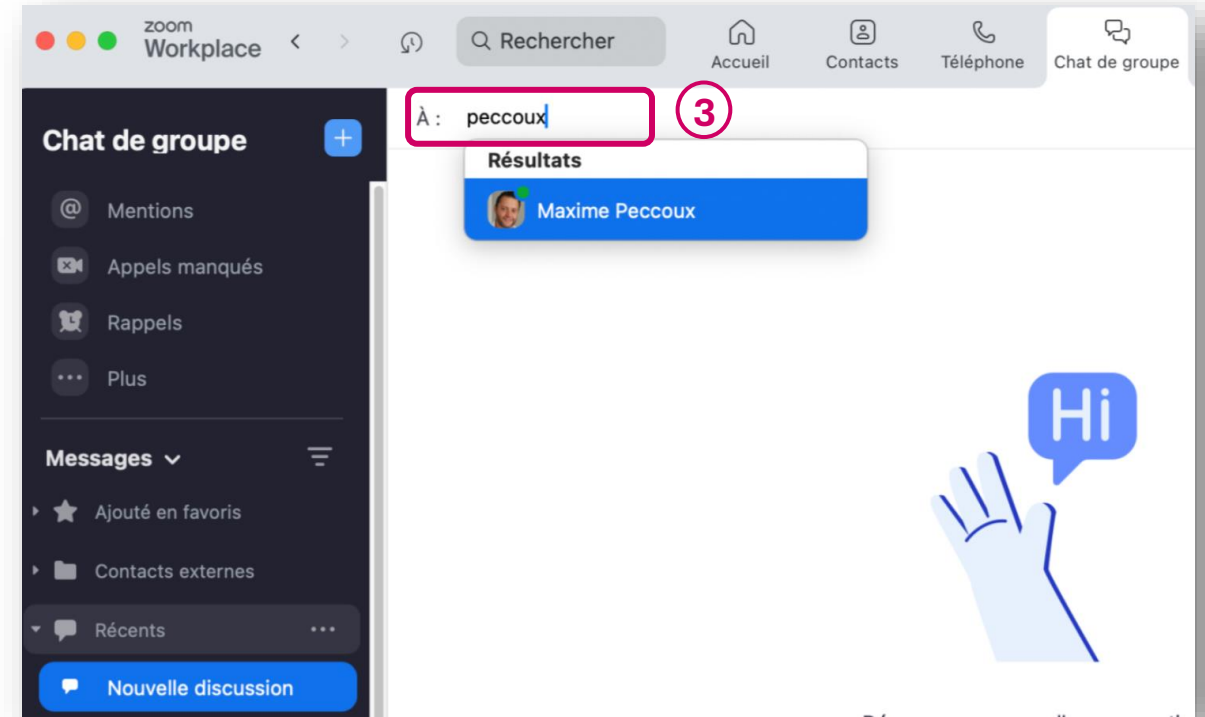 zoom
Workplace
Rechercher
Accueil
Contacts
Téléphone
Chat de groupe
Chat de groupe
À :
peccoux
3
Résultats
Maxime Peccoux
Mentions
Appels manqués
Rappels
Plus
Messages
Ajouté en favoris
Contacts externes
Récents
Nouvelle discussion
Hi